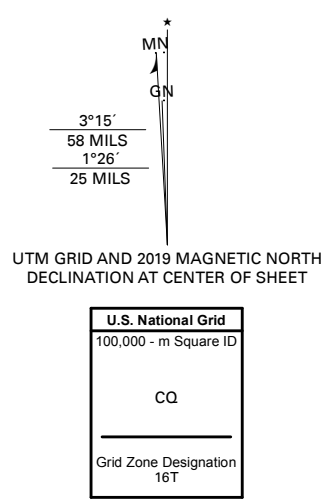 MN
GN
3°15´
58 MILS
1°26´
25 MILS
UTM GRID AND 2019 MAGNETIC NORTH
DECLINATION AT CENTER OF SHEET
U.S. National Grid
100,000 - m Square ID
CQ
Grid Zone Designation
16T